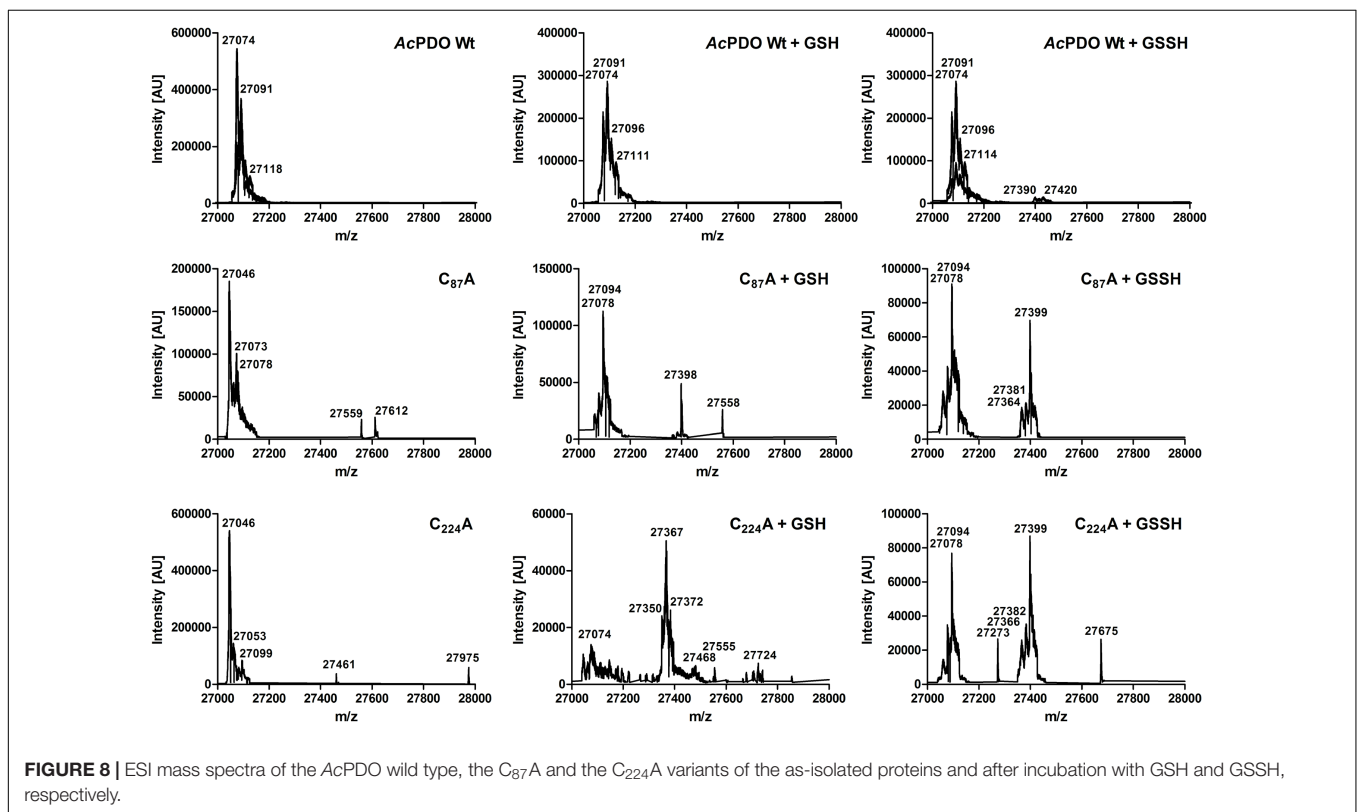 AcPDO Wt
Intensity [AU]
600000
400000
200000
0
27074
27091
27118
27000 27200 27400 27600 27800 28000
m/z
AcPDO Wt + GSH
Intensity [AU]
400000
300000
200000
100000
0
27091
27074
27096
27111
27000 27200 27400 27600 27800 28000
m/z
AcPDO Wt + GSSH
Intensity [AU]
400000
300000
200000
100000
0
27091
27074
27096
27114
27390 27420
27000 27200 27400 27600 27800 28000
m/z
C87A
Intensity [AU]
200000
150000
100000
50000
0
27046
27073
27078
27559 27612
27000 27200 27400 27600 27800 28000
m/z
C87A + GSH
Intensity [AU]
150000
100000
50000
0
27094
27078
27398
27558
27000 27200 27400 27600 27800 28000
m/z
C87A + GSSH
Intensity [AU]
100000
80000
60000
40000
20000
0
27094
27078
27399
27381
27364
27000 27200 27400 27600 27800 28000
m/z
C224A
Intensity [AU]
600000
400000
200000
0
27046
27053
27099
27461
27975
27000 27200 27400 27600 27800 28000
m/z
C224A + GSH
Intensity [AU]
60000
40000
20000
0
27367
27350 27372
27074
27468
27555
27724
27000 27200 27400 27600 27800 28000
m/z
C224A + GSSH
Intensity [AU]
100000
80000
60000
40000
20000
0
27094
27078
27399
27382
27366
27273
27675
27000 27200 27400 27600 27800 28000
m/z
FIGURE 8 | ESI mass spectra of the AcPDO wild type, the C87A and the C224A variants of the as-isolated proteins and after incubation with GSH and GSSH,
respectively.